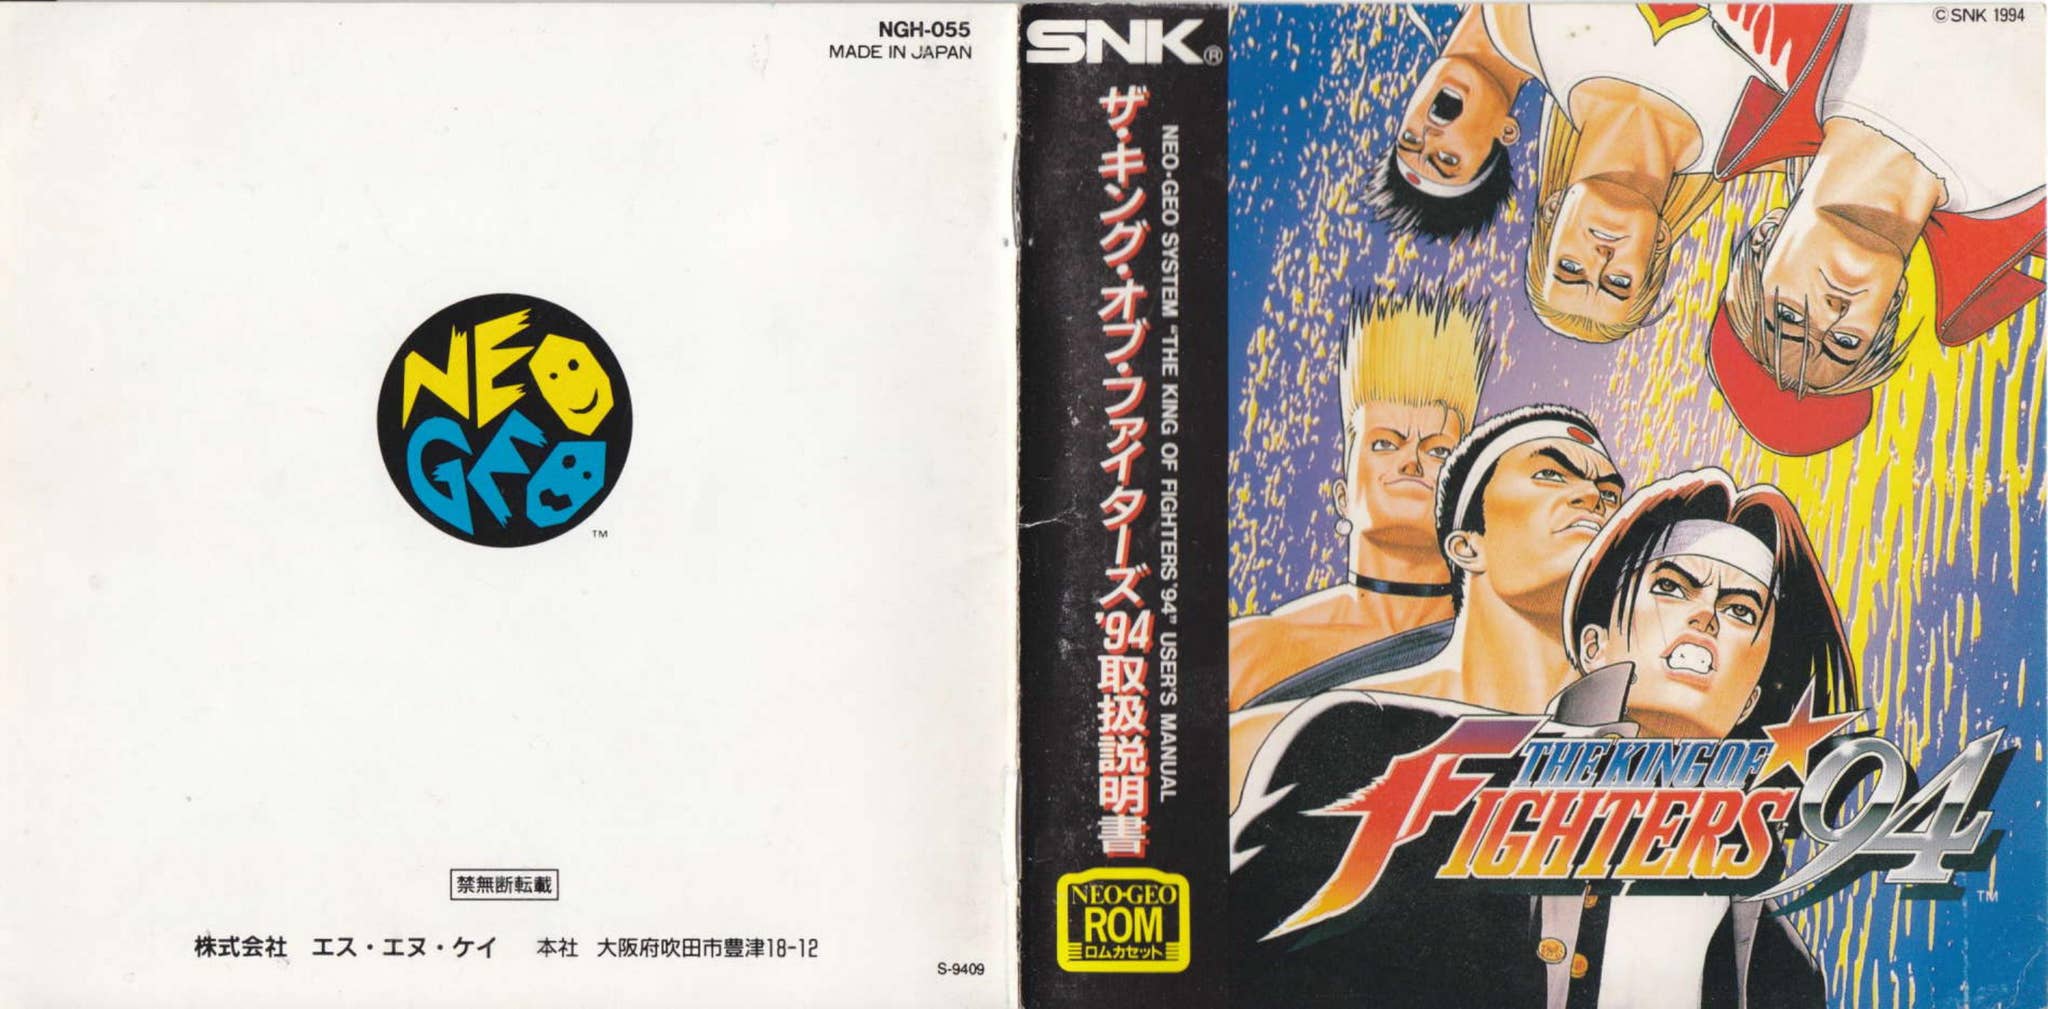 NGH-055
MADE IN JAPAN
NEO
GEO
TM
禁無断転載
株式会社 エス・エヌ・ケイ 本社 大阪府吹田市豊津18-12
S-9409
SNK®
ザ・キング・オブ・ファイターズ'94取扱説明書
NEO・GEO SYSTEM "THE KING OF FIGHTERS'94" USER'S MANUAL
NEO・GEO
ROM
ロムカセット
©SNK 1994
THE KING OF
FIGHTERS'94
TM